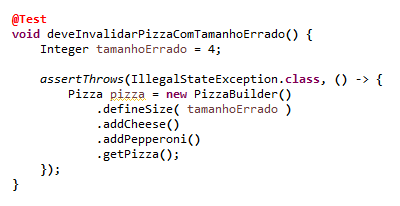 @Test
void deveInvalidarPizzaComTamanhoErrado() {
    Integer tamanhoErrado = 4;

    assertThrows(IllegalStateException.class, () -> {
        Pizza pizza = new PizzaBuilder()
            .defineSize( tamanhoErrado )
            .addCheese()
            .addPepperoni()
            .getPizza();
    });
}